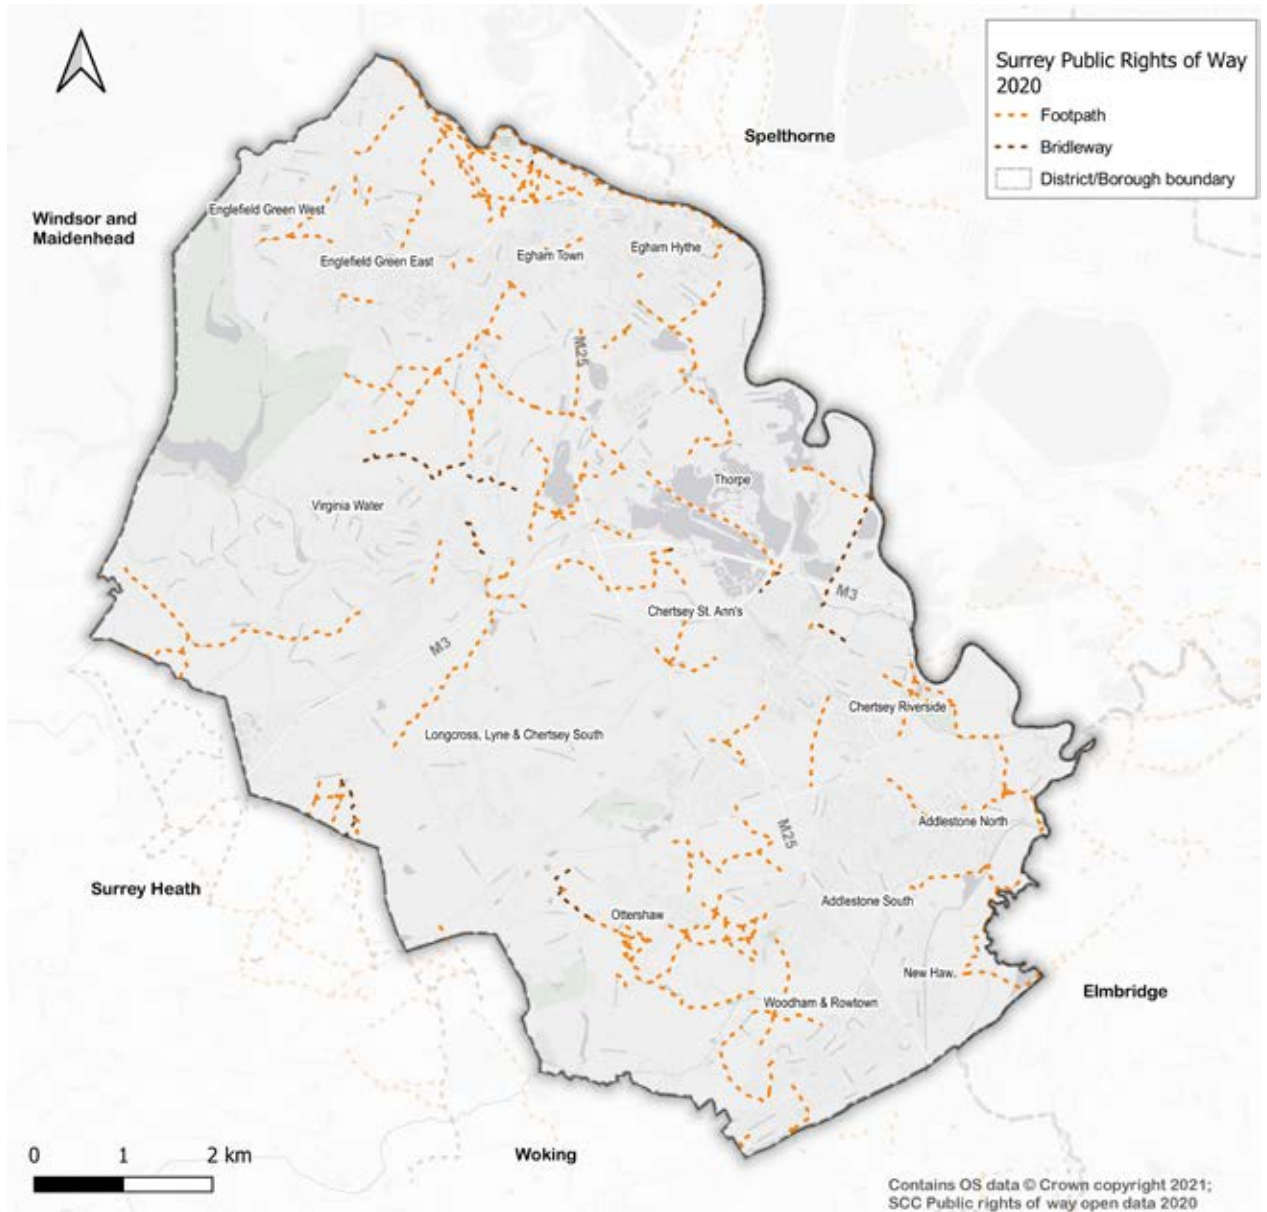 Surrey Public Rights of Way
2020
Footpath
Bridleway
District/Borough boundary
Spelthorne
Windsor and
Maidenhead
Englefield Green West
Englefield Green East
Egham Town
Egham Hythe
M25
Thorpe
Virginia Water
M3
Chertsey St. Ann's
M3
Chertsey Riverside
Longcross, Lyne & Chertsey South
Addlestone North
M25
Surrey Heath
Addlestone South
Ottershaw
New Haw.
Elmbridge
Woodham & Rowtown
Woking
0 1 2 km
Contains OS data © Crown copyright 2021;
SCC Public rights of way open data 2020